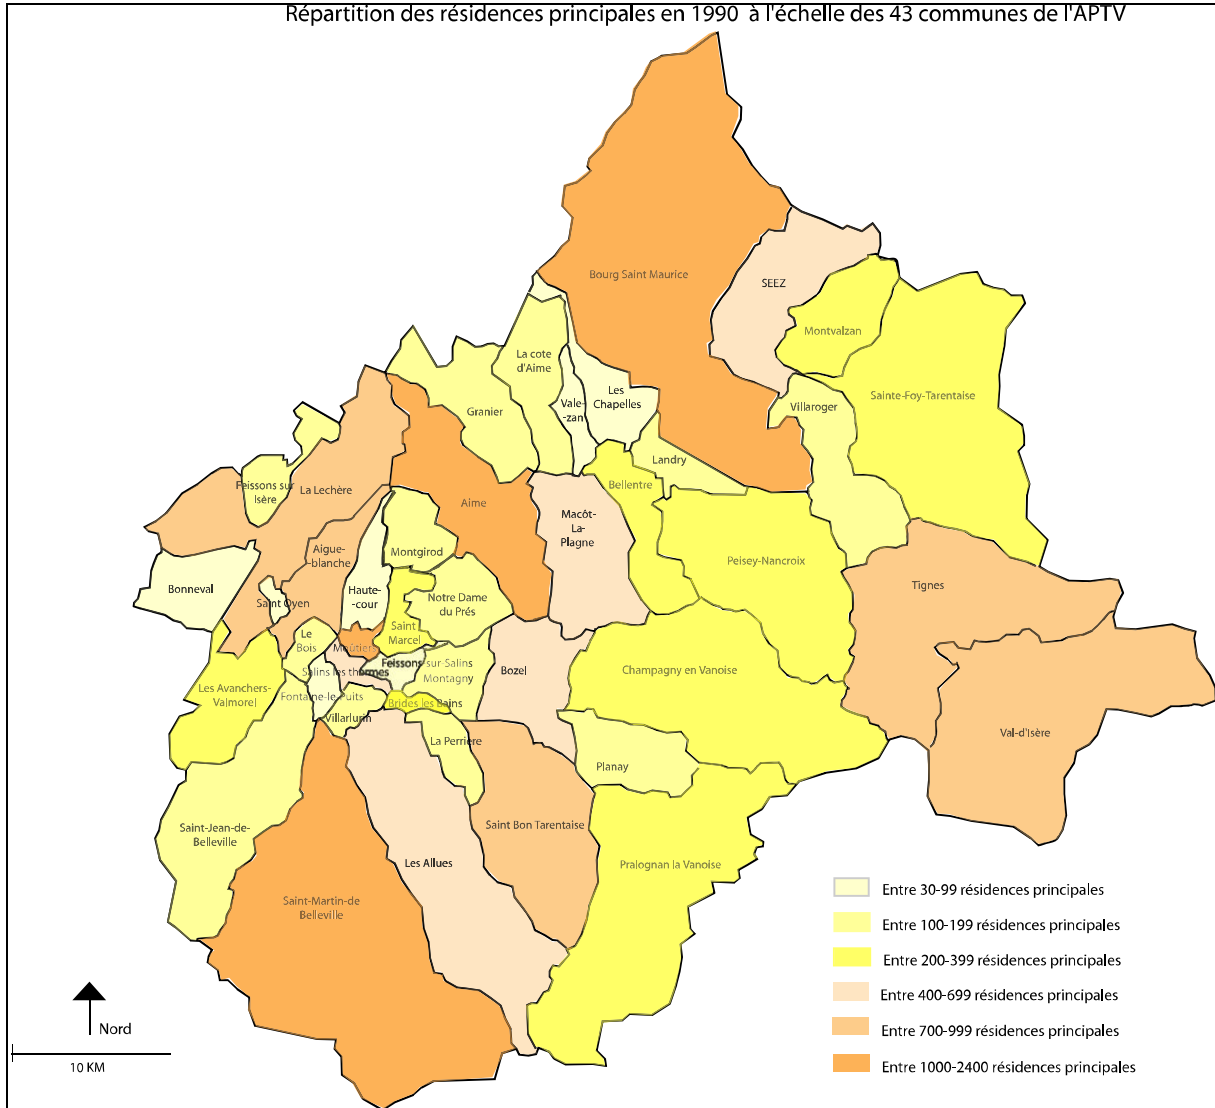 Répartition des résidences principales en 1990 à l'échelle des 43 communes de l'APTV
Bourg Saint Maurice
SEEZ
Montvalzan
Sainte-Foy-Tarentaise
La cote
d'Aime
Vale-
-zan
Les
Chapelles
Villaroger
Granier
Landry
Feissons sur
Isère
La Lechère
Bellentre
Aime
Macôt-
La-
Plagne
Aigue-
-blanche
Montgirod
Peisey-Nancroix
Tignes
Bonneval
Haute-
-cour
Saint Oyen
Notre Dame
du Prés
Le
Bois
Saint
Marcel
Moûtiers
Feissons-sur-Salins
Salins les thermes
Montagny
Bozel
Champagny en Vanoise
Les Avanchers-
Valmorel
Fontaine-le-Puits
Brides les Bains
Villarlurin
La Perrière
Val-d'Isère
Planay
Saint-Jean-de-
Belleville
Saint Bon Tarentaise
Les Allues
Pralognan la Vanoise
Saint-Martin-de
Belleville
Entre 30-99 résidences principales
Entre 100-199 résidences principales
Entre 200-399 résidences principales
Entre 400-699 résidences principales
Entre 700-999 résidences principales
Entre 1000-2400 résidences principales
Nord
10 KM